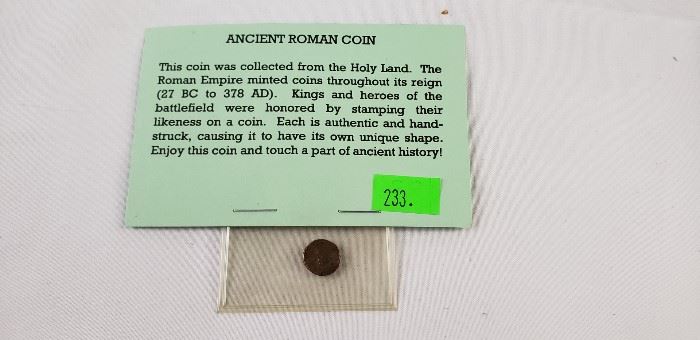 ANCIENT ROMAN COIN
This coin was collected from the Holy Land. The
Roman Empire minted coins throughout its reign
(27 BC to 378 AD). Kings and heroes of the
battlefield were honored by stamping their
likeness on a coin. Each is authentic and hand-
struck, causing it to have its own unique shape.
Enjoy this coin and touch a part of ancient history!
233.